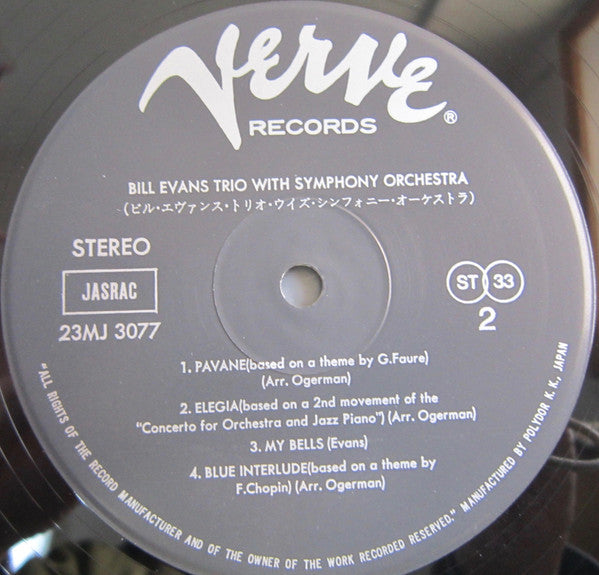 VERVE®
RECORDS
BILL EVANS TRIO WITH SYMPHONY ORCHESTRA
(ビル・エヴァンス・トリオ・ウイズ・シンフォニー・オーケストラ)
STEREO
JASRAC
23MJ 3077
ST 33
2
1. PAVANE(based on a theme by G.Faure)
(Arr. Ogerman)
2. ELEGIA(based on a 2nd movement of the
"Concerto for Orchestra and Jazz Piano") (Arr. Ogerman)
3. MY BELLS (Evans)
4. BLUE INTERLUDE(based on a theme by
F.Chopin) (Arr. Ogerman)
"ALL RIGHTS OF THE RECORD MANUFACTURER AND OF THE OWNER OF THE WORK RECORDED RESERVED." MANUFACTURED BY POLYDOR K. K., JAPAN